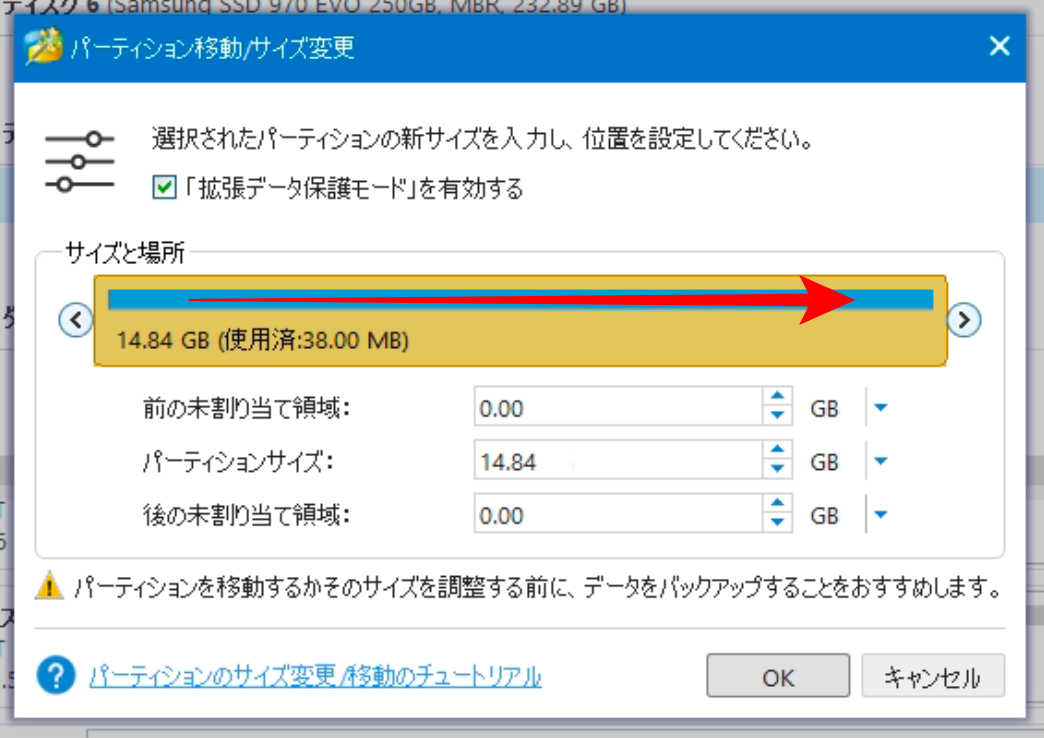 ディスク 6 (Samsung SSD 970 EVO 250GB, MBR, 232.89 GB)
パーティション移動/サイズ変更
選択されたパーティションの新サイズを入力し、位置を設定してください。
「拡張データ保護モード」を有効する
サイズと場所
14.84 GB (使用済:38.00 MB)
前の未割り当て領域: 0.00 GB
パーティションサイズ: 14.84 GB
後の未割り当て領域: 0.00 GB
パーティションを移動するかそのサイズを調整する前に、データをバックアップすることをおすすめします。
パーティションのサイズ変更/移動のチュートリアル
OK キャンセル